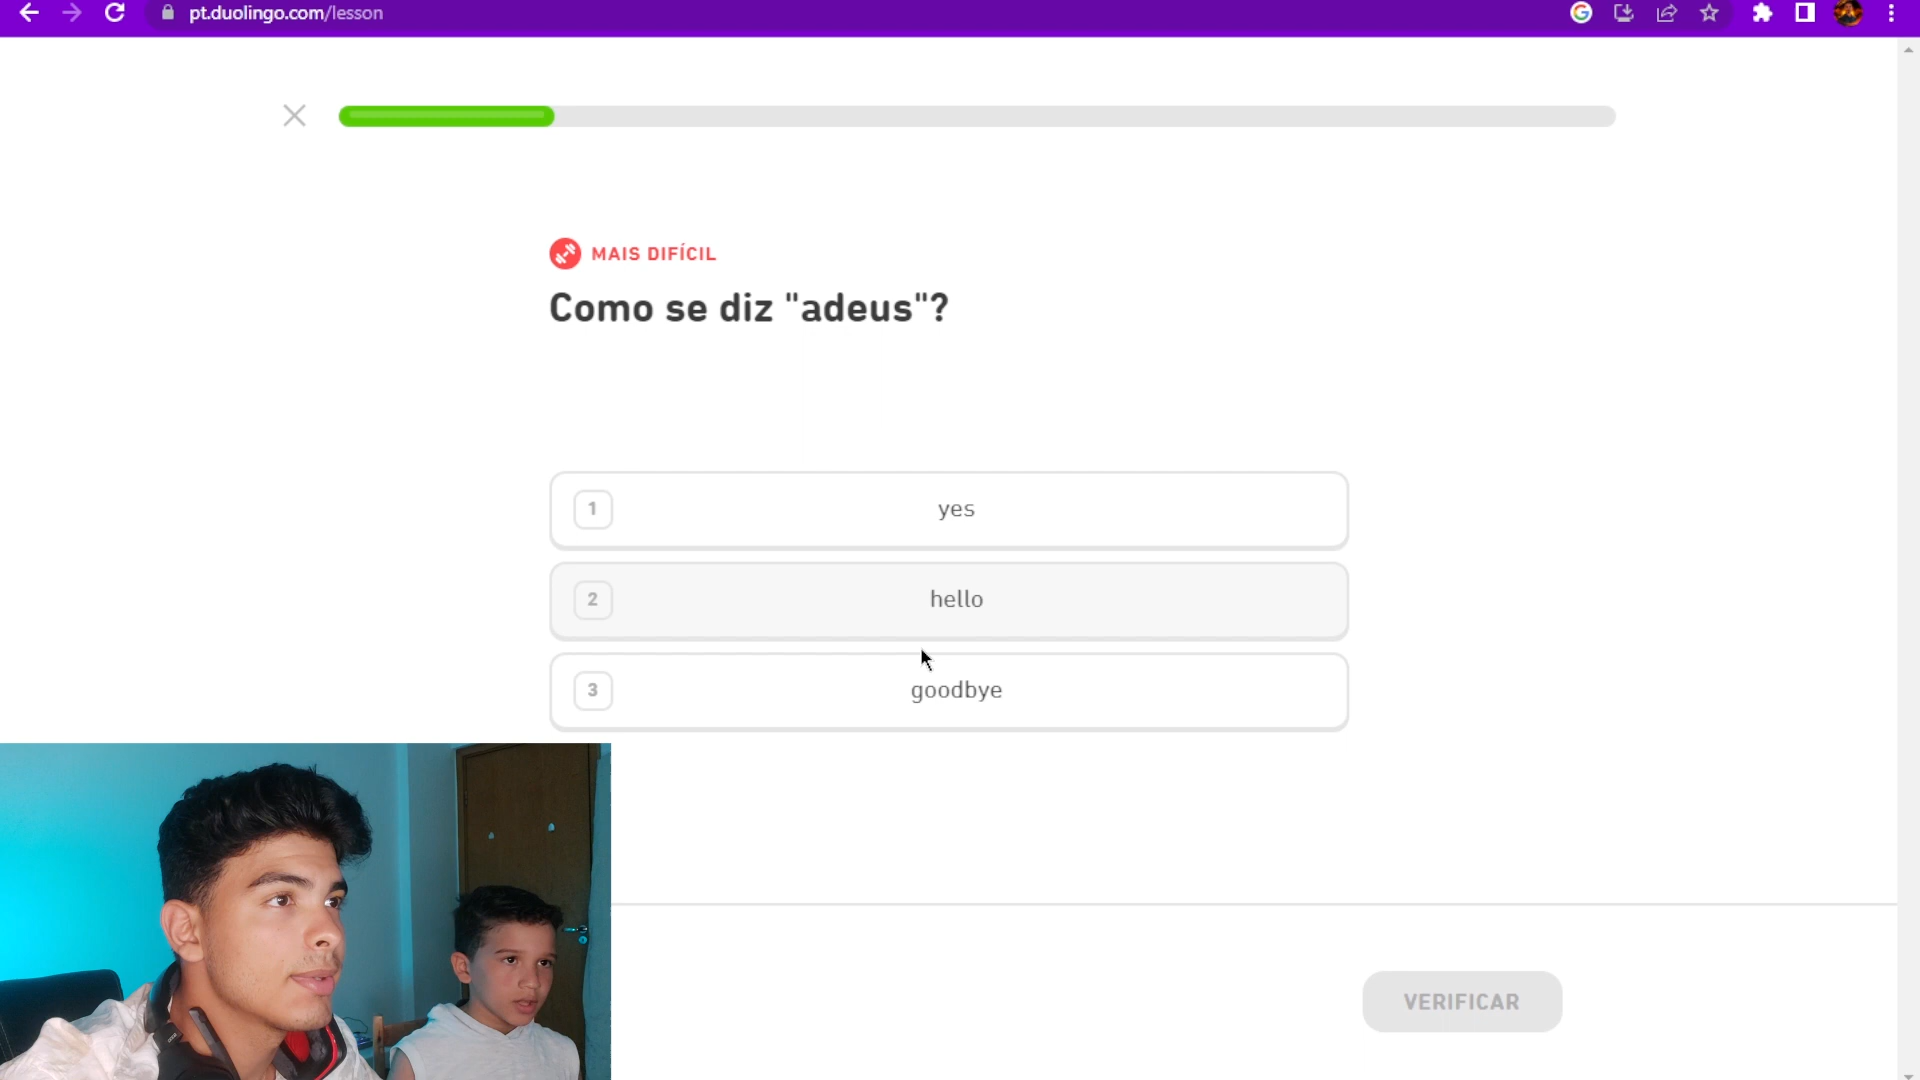 pt.duolingo.com/lesson
MAIS DIFÍCIL
Como se diz "adeus"?
1 yes
2 hello
3 goodbye
VERIFICAR